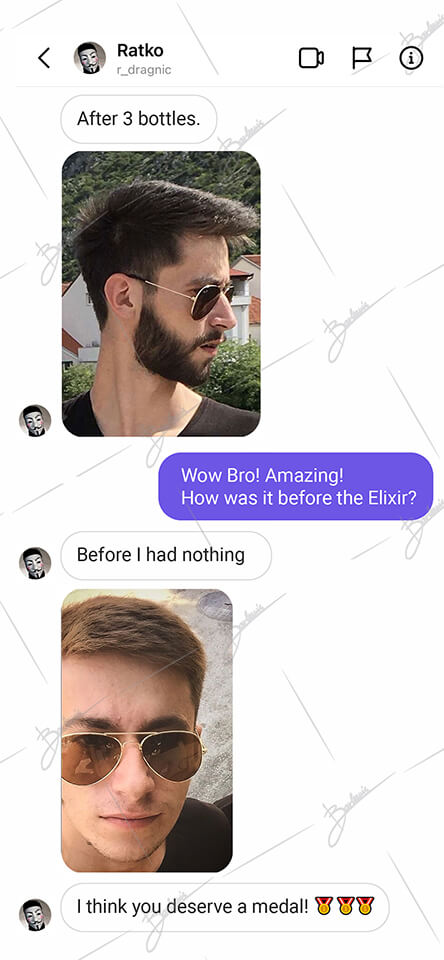 Ratko
r_dragnic
After 3 bottles.
Wow Bro! Amazing!
How was it before the Elixir?
Before I had nothing
I think you deserve a medal! 🏅🏅🏅